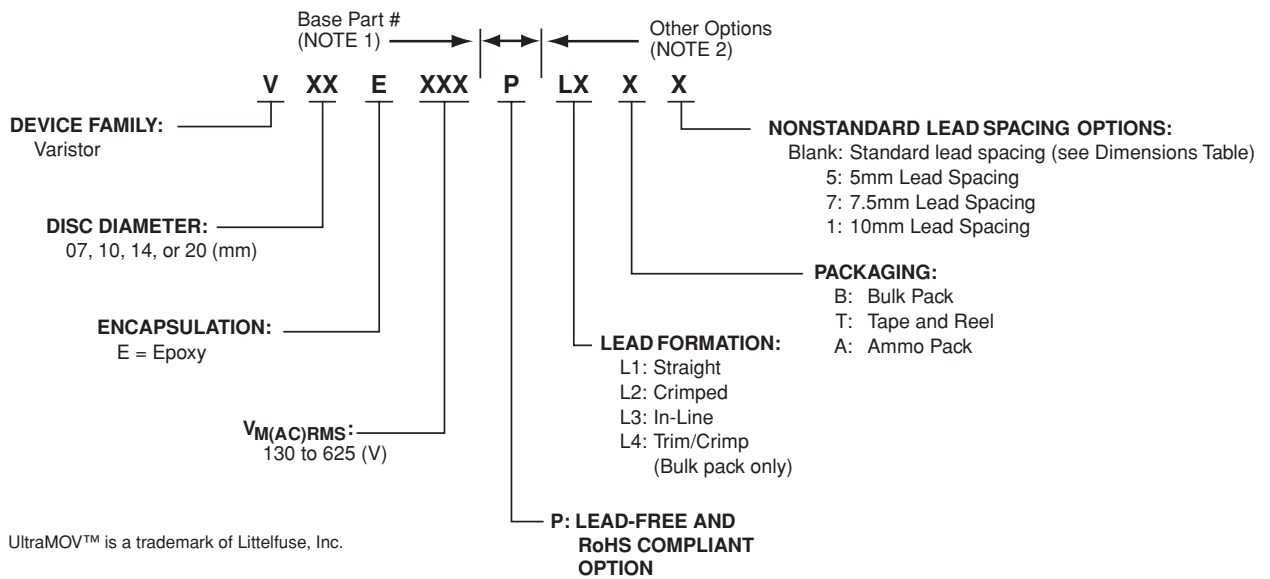 Base Part #
(NOTE 1)
Other Options
(NOTE 2)
V XX E XXX P LX X X
DEVICE FAMILY:
Varistor
DISC DIAMETER:
07, 10, 14, or 20 (mm)
ENCAPSULATION:
E = Epoxy
VM(AC)RMS:
130 to 625 (V)
P: LEAD-FREE AND
RoHS COMPLIANT
OPTION
LEAD FORMATION:
L1: Straight
L2: Crimped
L3: In-Line
L4: Trim/Crimp
(Bulk pack only)
PACKAGING:
B: Bulk Pack
T: Tape and Reel
A: Ammo Pack
NONSTANDARD LEAD SPACING OPTIONS:
Blank: Standard lead spacing (see Dimensions Table)
5: 5mm Lead Spacing
7: 7.5mm Lead Spacing
1: 10mm Lead Spacing
UltraMOV™ is a trademark of Littelfuse, Inc.